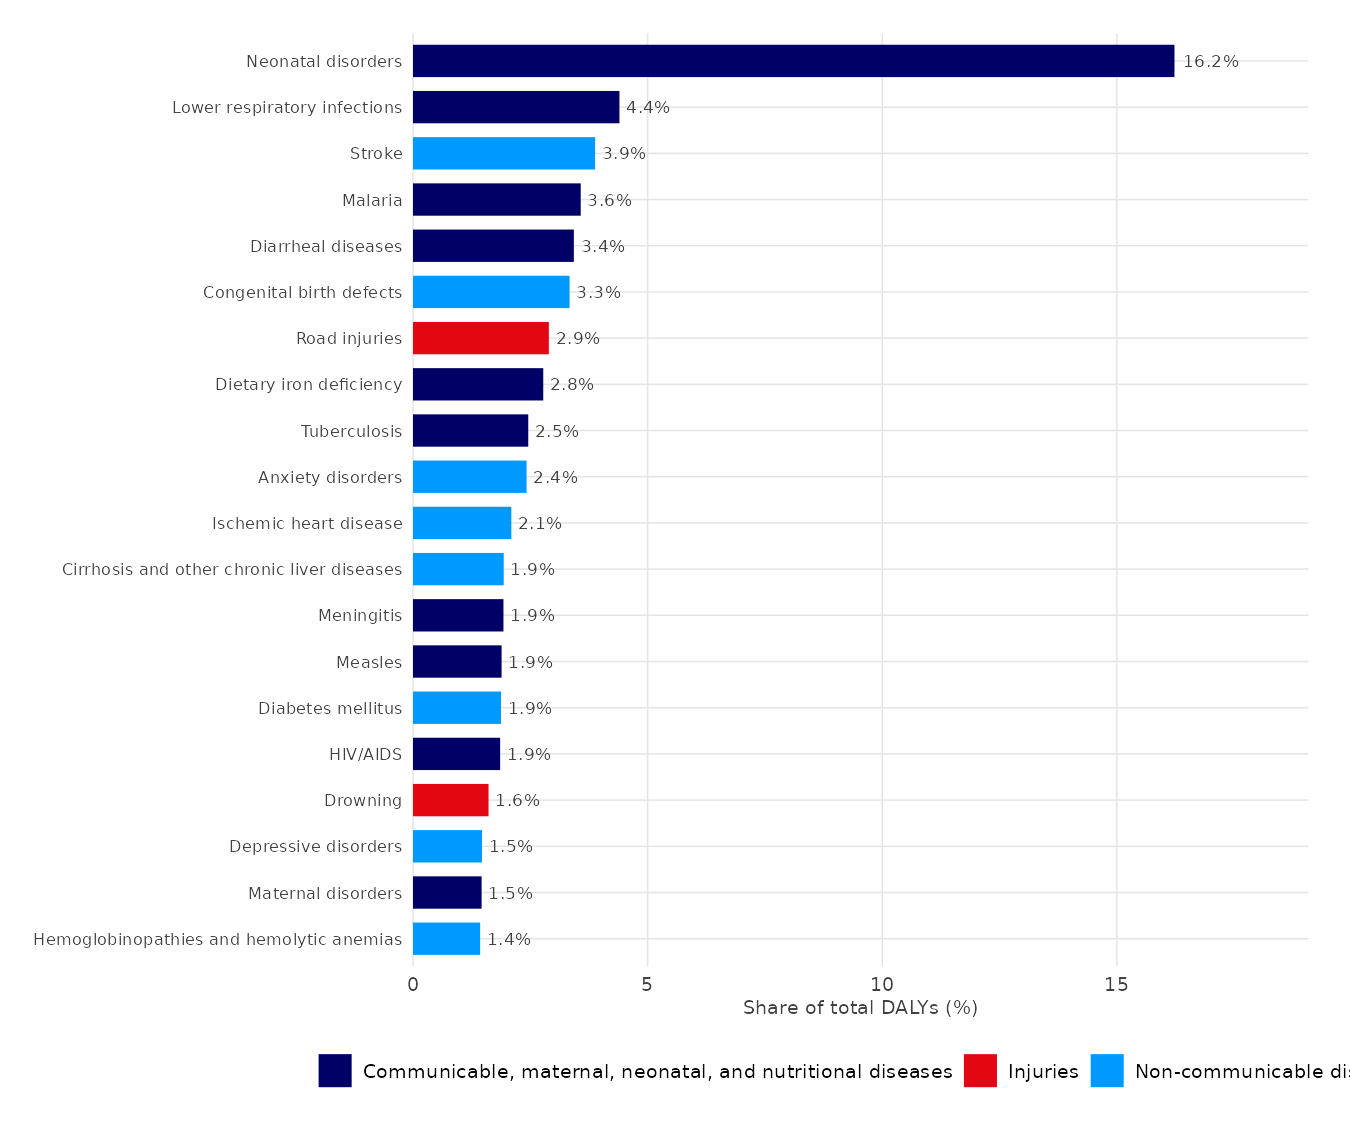 Neonatal disorders 16.2%
Lower respiratory infections 4.4%
Stroke 3.9%
Malaria 3.6%
Diarrheal diseases 3.4%
Congenital birth defects 3.3%
Road injuries 2.9%
Dietary iron deficiency 2.8%
Tuberculosis 2.5%
Anxiety disorders 2.4%
Ischemic heart disease 2.1%
Cirrhosis and other chronic liver diseases 1.9%
Meningitis 1.9%
Measles 1.9%
Diabetes mellitus 1.9%
HIV/AIDS 1.9%
Drowning 1.6%
Depressive disorders 1.5%
Maternal disorders 1.5%
Hemoglobinopathies and hemolytic anemias 1.4%
0 5 10 15
Share of total DALYs (%)
Communicable, maternal, neonatal, and nutritional diseases Injuries Non-communicable